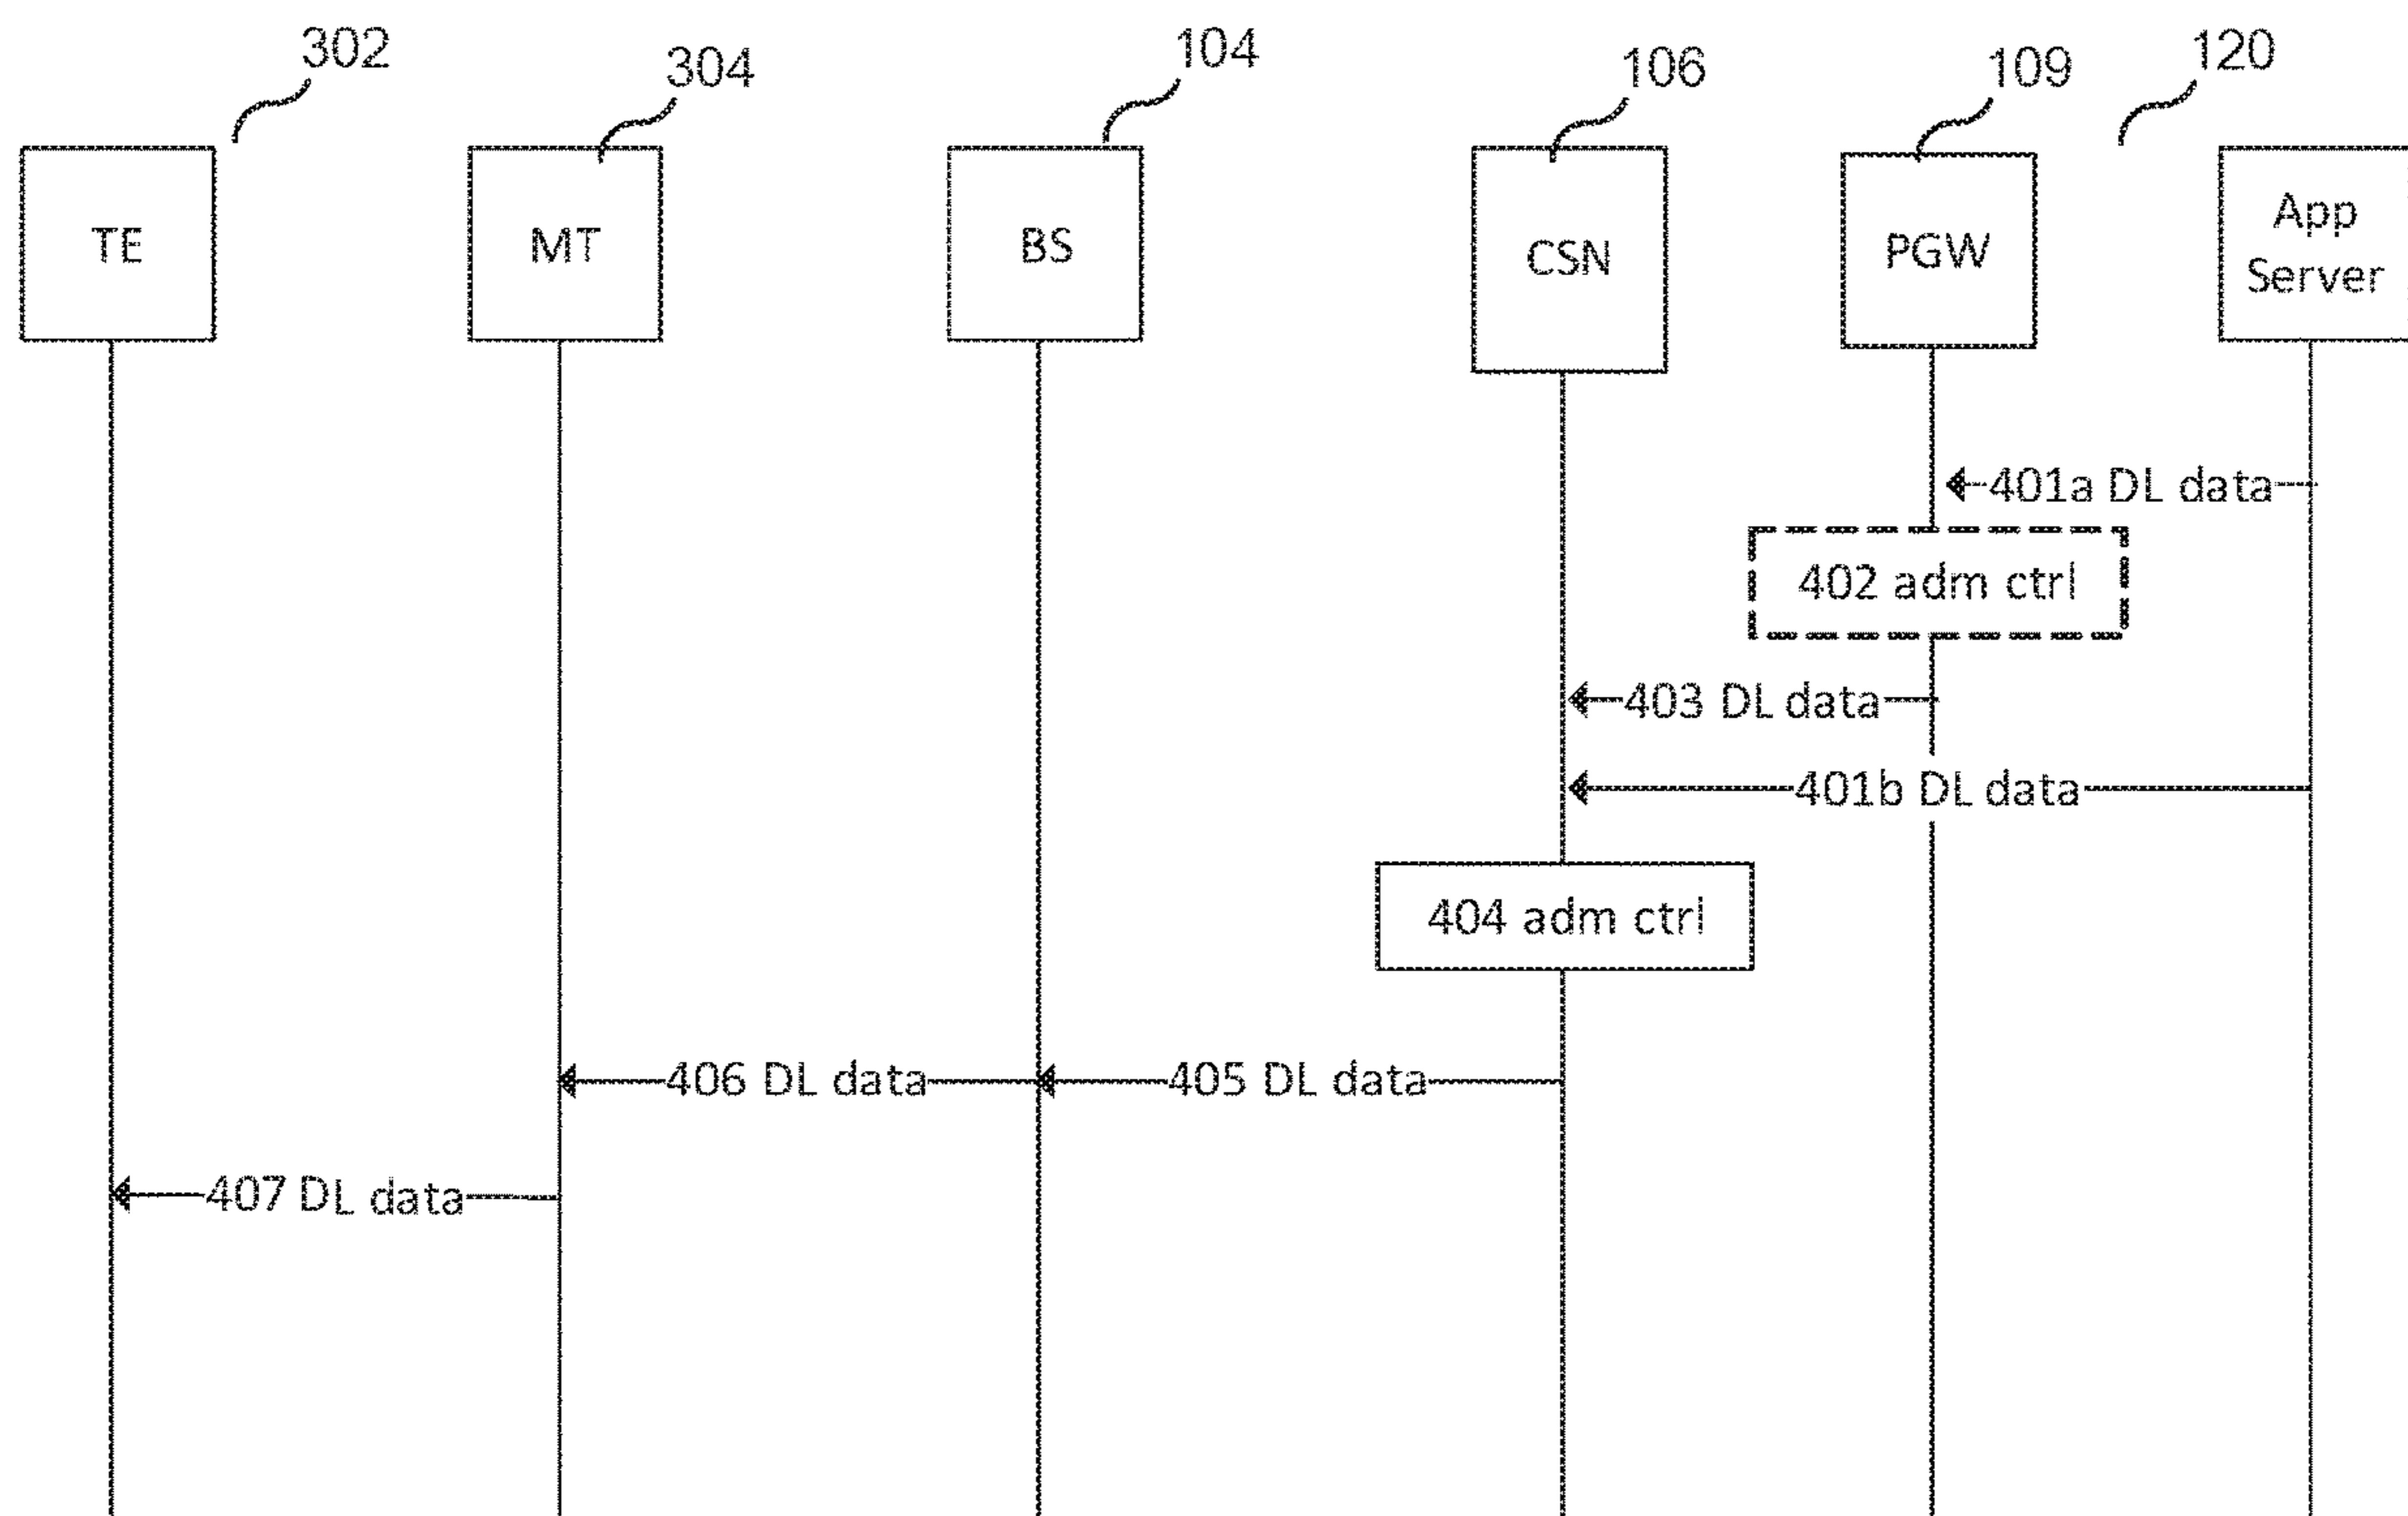 302
304
104
106
109
120
TE
MT
BS
CSN
PGW
App
Server
401a DL data
402 adm ctrl
403 DL data
401b DL data
404 adm ctrl
406 DL data
405 DL data
407 DL data